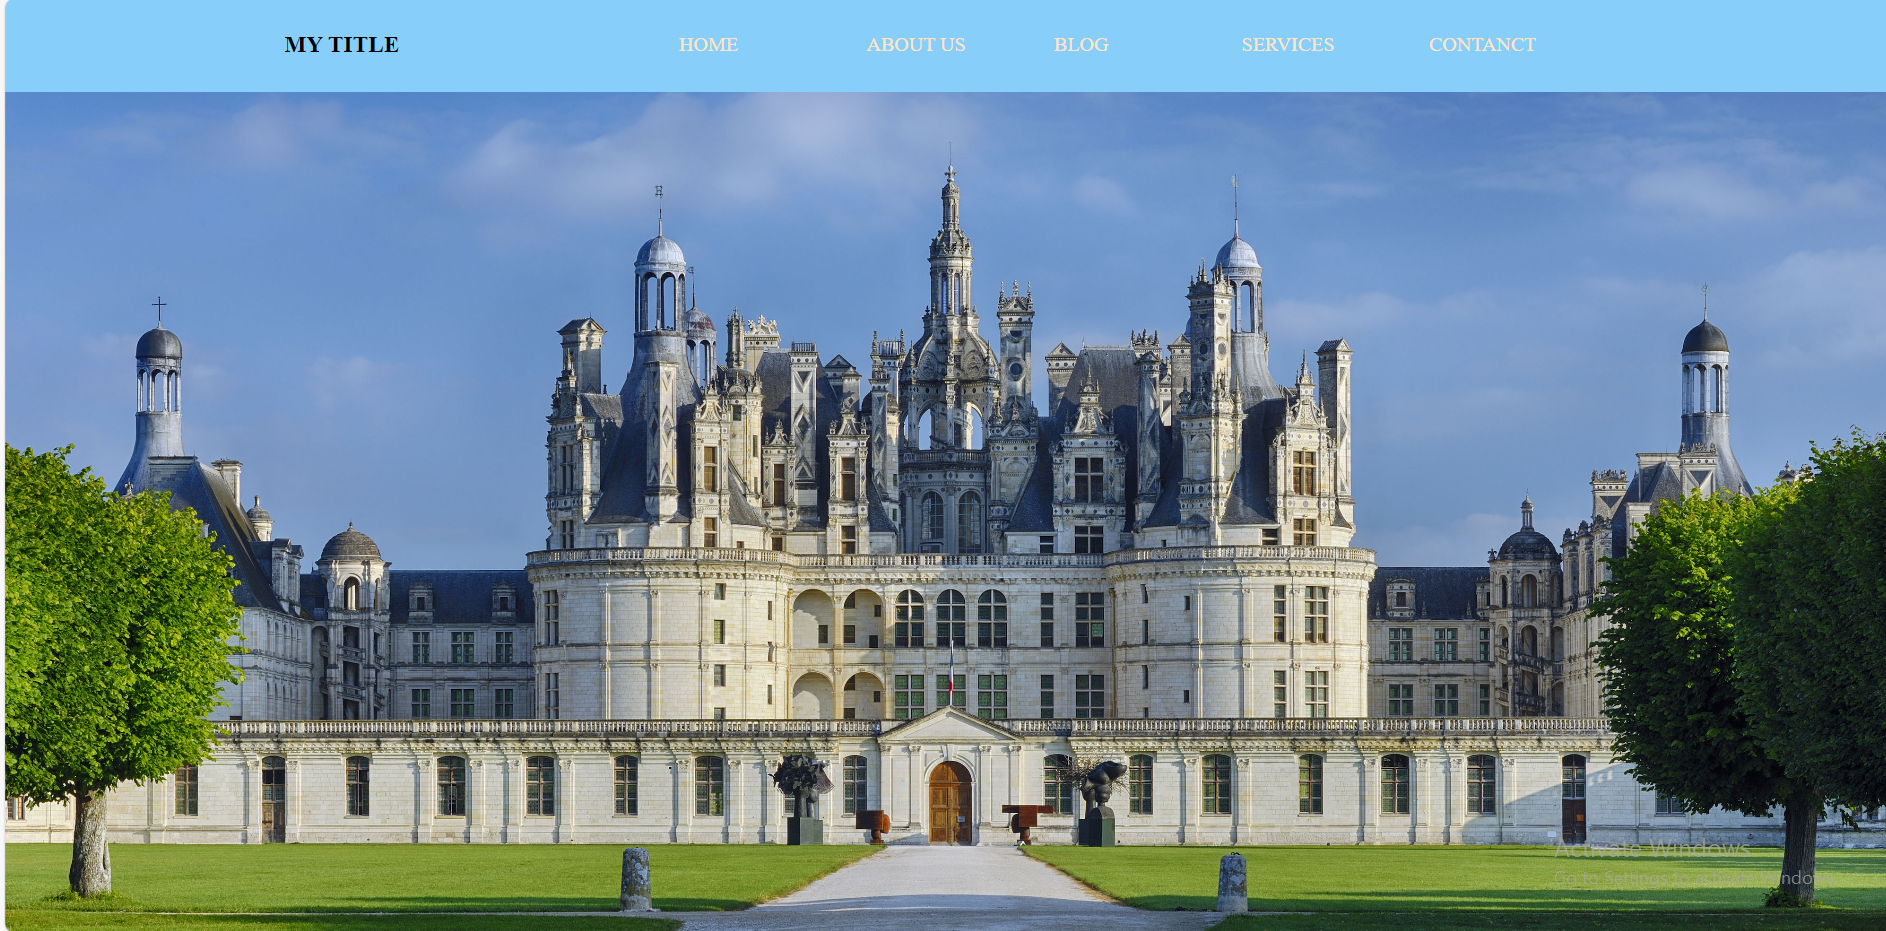 MY TITLE HOME ABOUT US BLOG SERVICES CONTANCT
Activate Windows
Go to Settings to activate Windows.